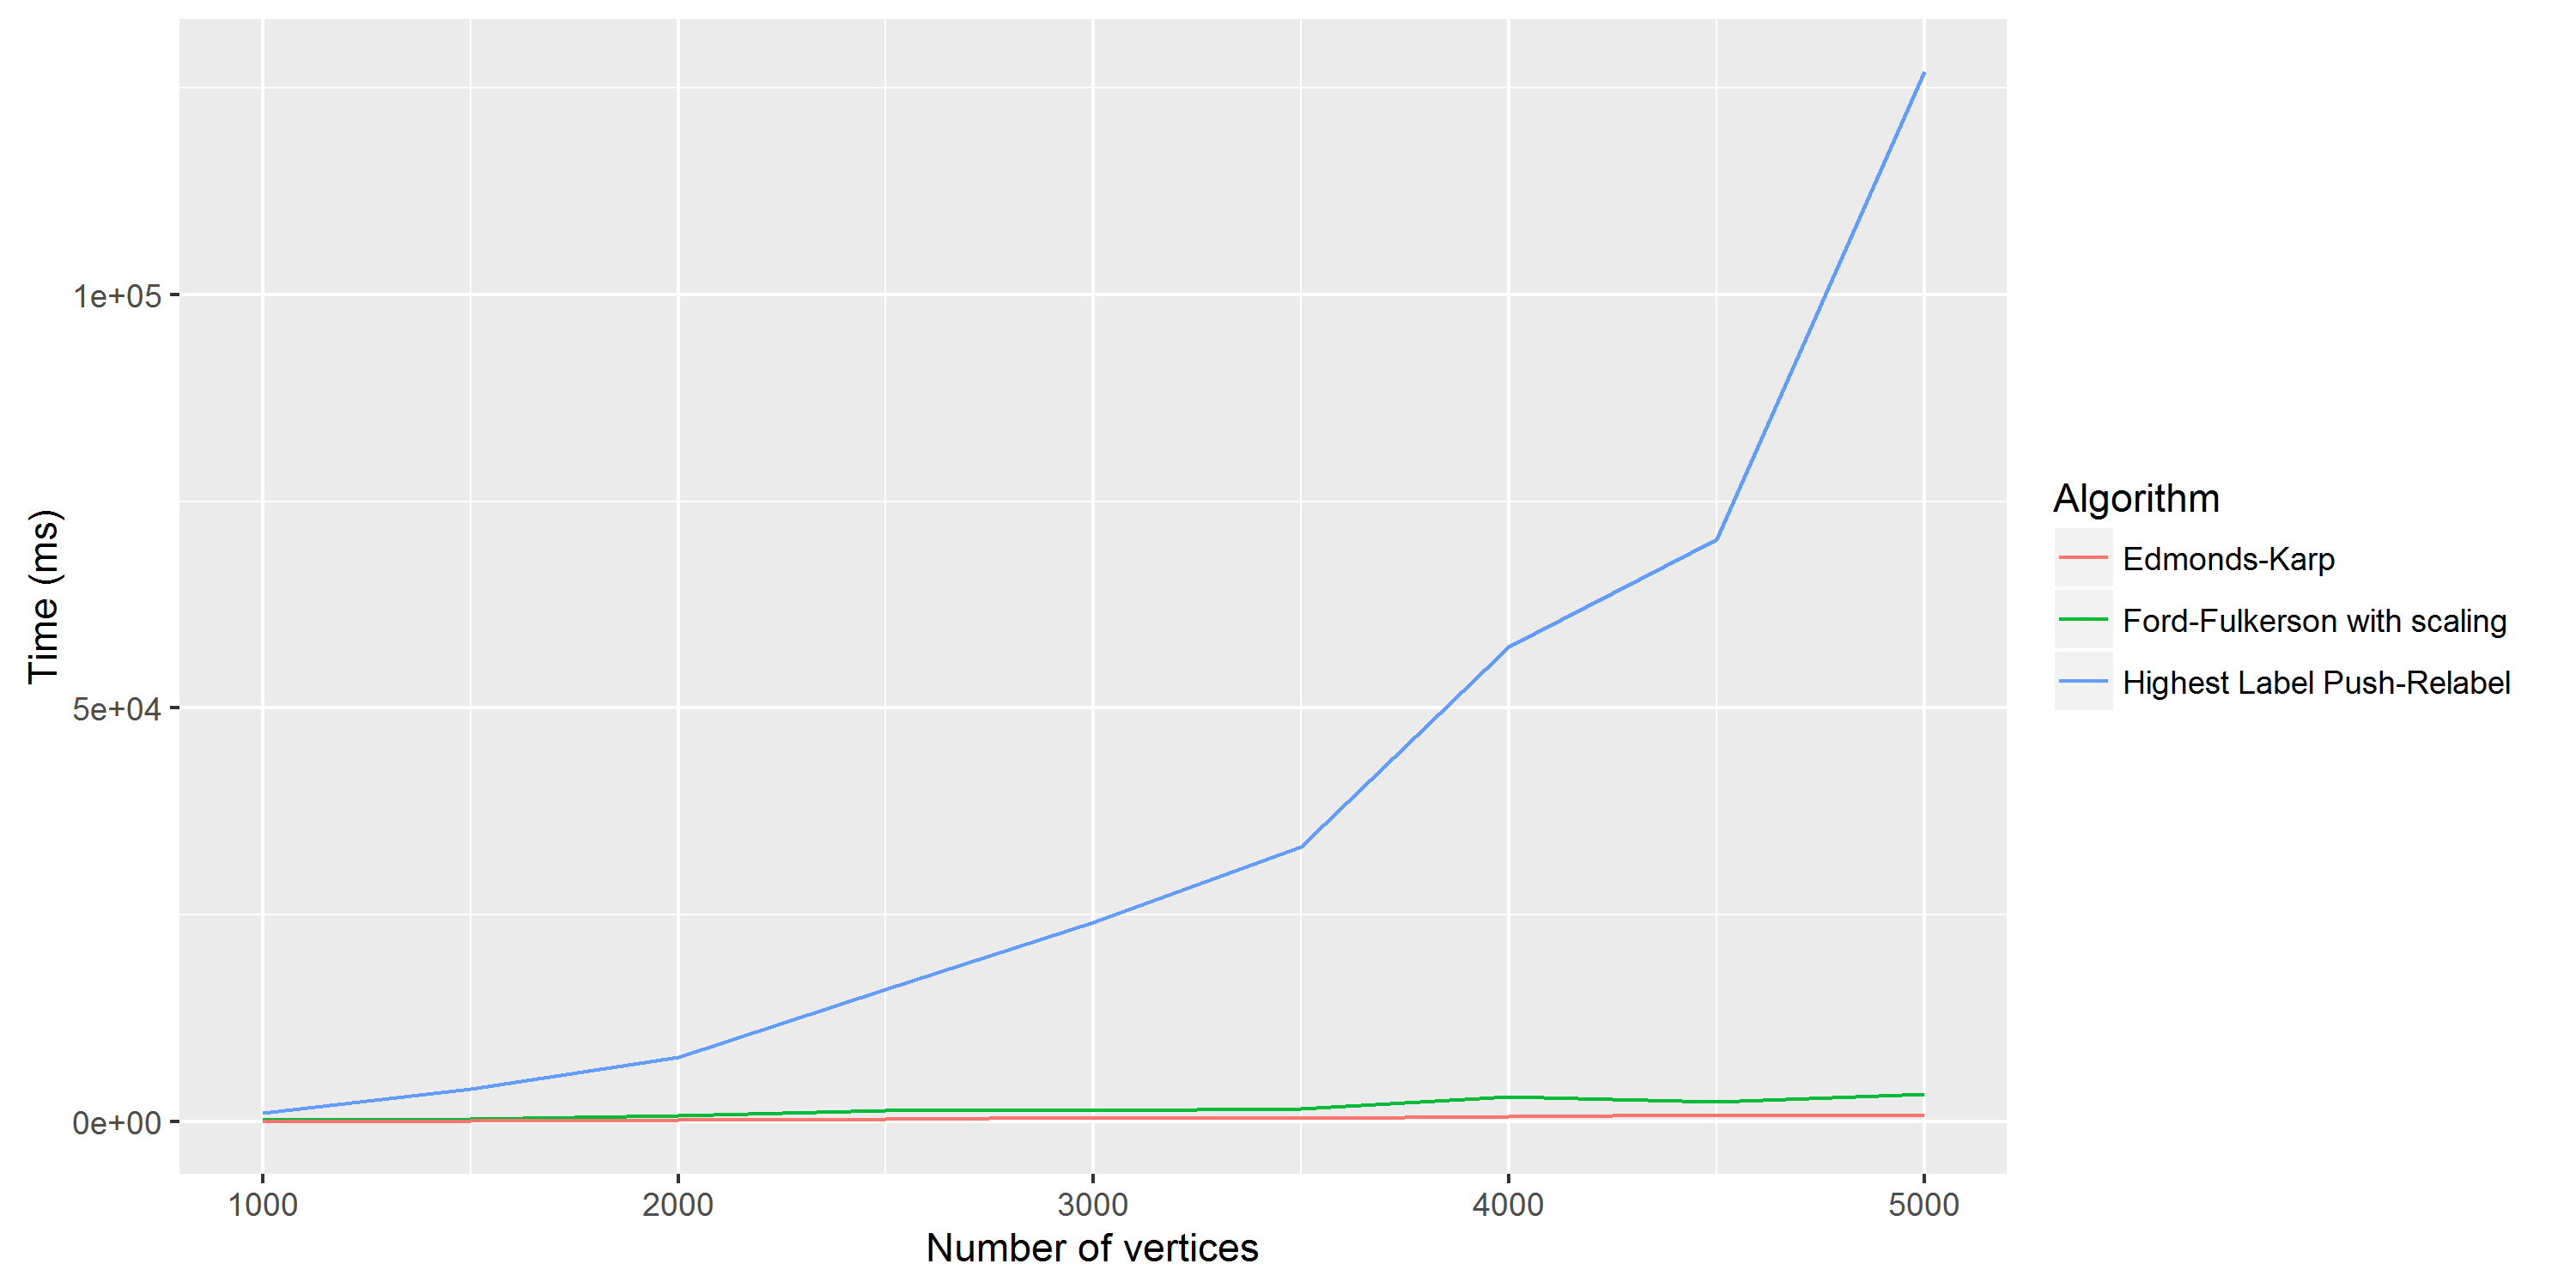 Time (ms)
1e+05
5e+04
0e+00
1000 2000 3000 4000 5000
Number of vertices
Algorithm
Edmonds-Karp
Ford-Fulkerson with scaling
Highest Label Push-Relabel